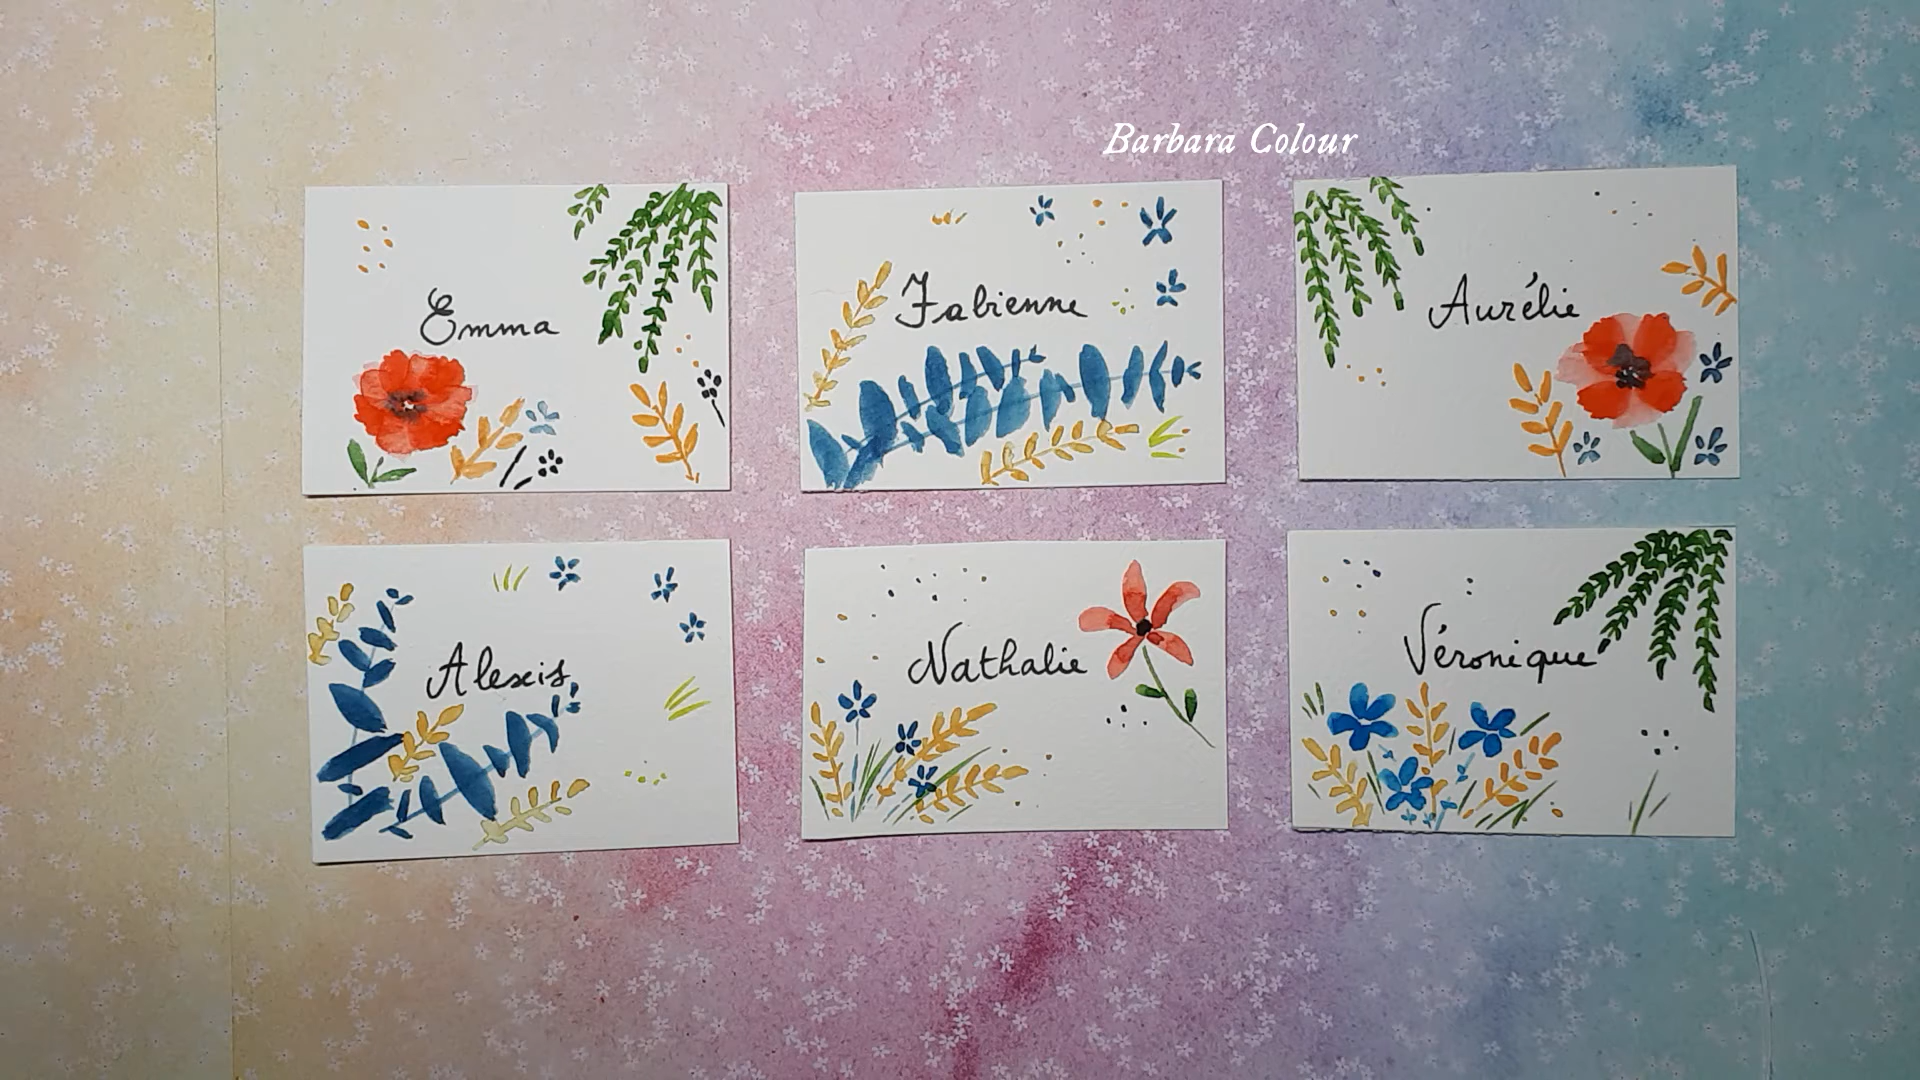 Barbara Colour
Emma
Fabienne
Aurélie
Alexis
Nathalie
Véronique